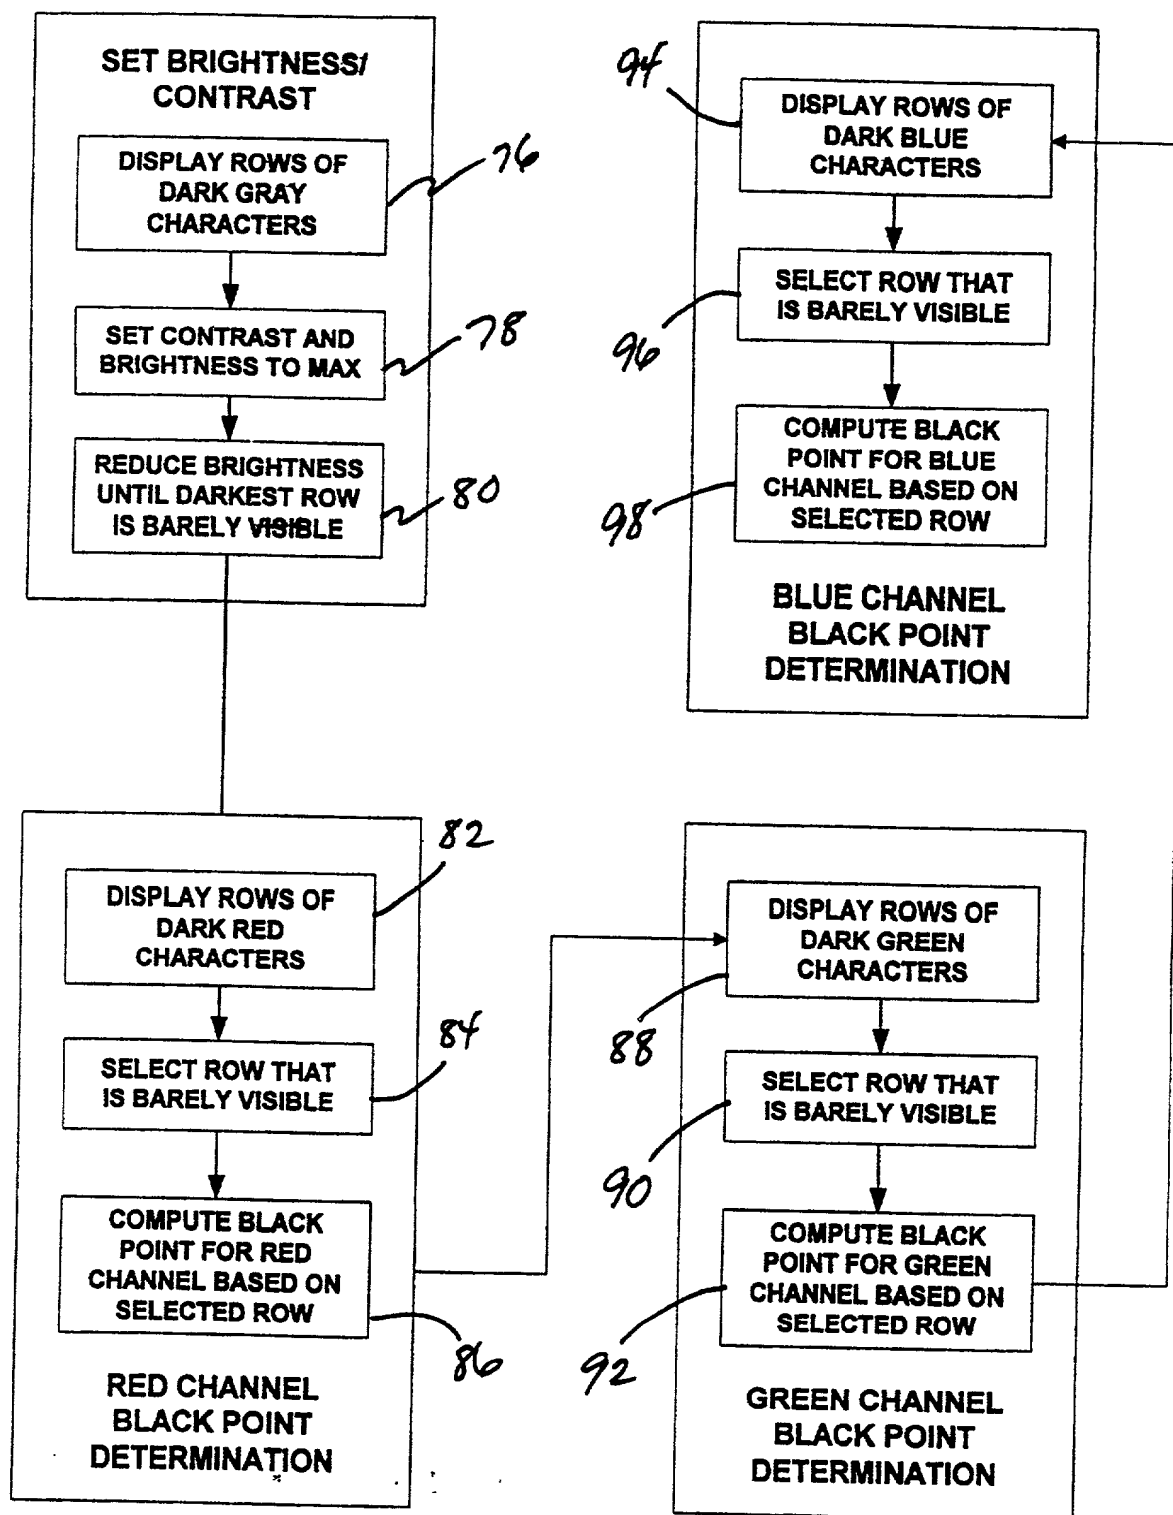 SET BRIGHTNESS/
CONTRAST
DISPLAY ROWS OF
DARK GRAY
CHARACTERS
76
SET CONTRAST AND
BRIGHTNESS TO MAX
78
REDUCE BRIGHTNESS
UNTIL DARKEST ROW
IS BARELY VISIBLE
80
82
DISPLAY ROWS OF
DARK RED
CHARACTERS
84
SELECT ROW THAT
IS BARELY VISIBLE
COMPUTE BLACK
POINT FOR RED
CHANNEL BASED ON
SELECTED ROW
86
RED CHANNEL
BLACK POINT
DETERMINATION
DISPLAY ROWS OF
DARK GREEN
CHARACTERS
88
SELECT ROW THAT
IS BARELY VISIBLE
90
COMPUTE BLACK
POINT FOR GREEN
CHANNEL BASED ON
SELECTED ROW
92
GREEN CHANNEL
BLACK POINT
DETERMINATION
94
DISPLAY ROWS OF
DARK BLUE
CHARACTERS
SELECT ROW THAT
IS BARELY VISIBLE
96
COMPUTE BLACK
POINT FOR BLUE
CHANNEL BASED ON
SELECTED ROW
98
BLUE CHANNEL
BLACK POINT
DETERMINATION